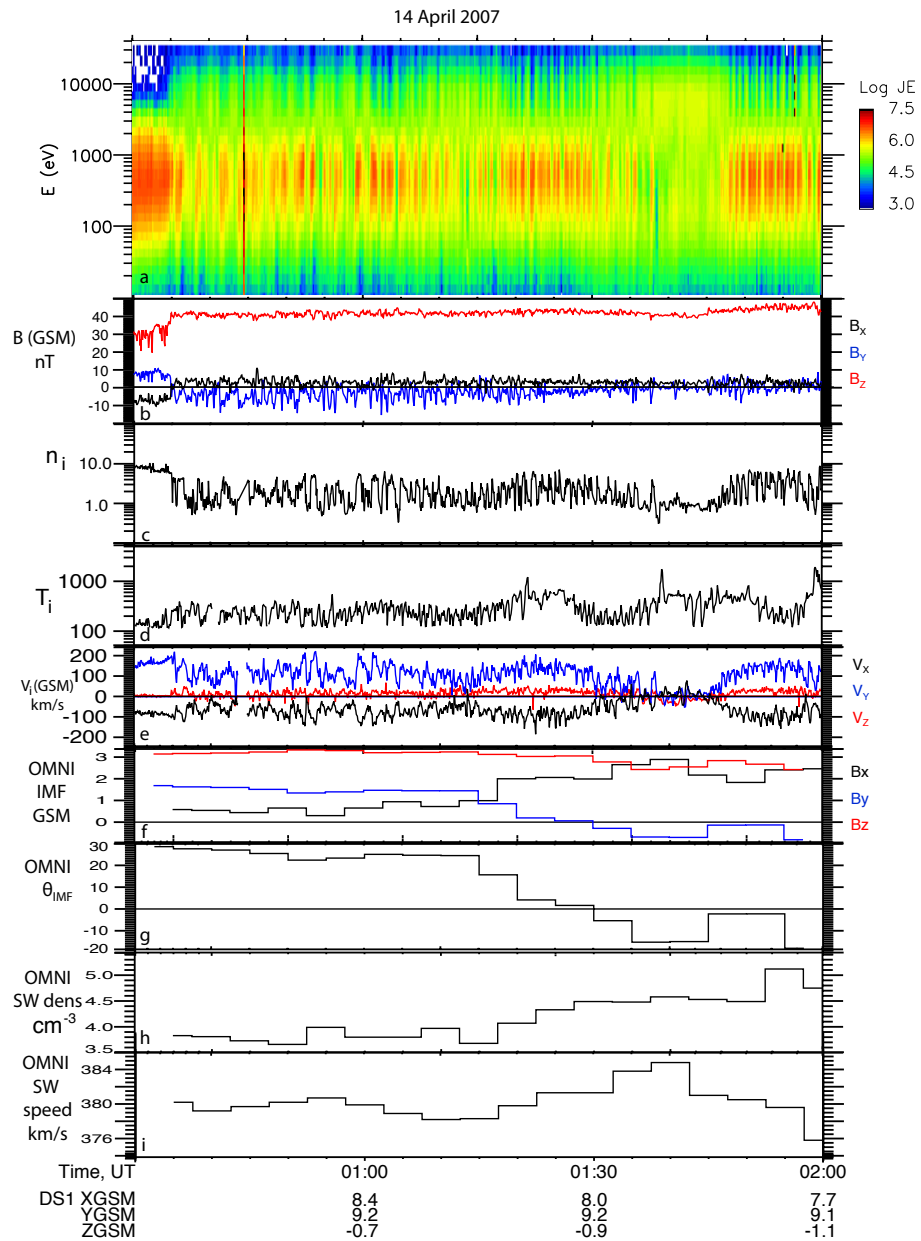 14 April 2007
10000
1000
100
E (eV)
a
Log JE
7.5
6.0
4.5
3.0
B (GSM)
nT
40
30
20
10
0
-10
b
BX
BY
BZ
ni
10.0
1.0
c
Ti
1000
100
d
Vi(GSM)
km/s
200
100
0
-100
-200
e
VX
VY
VZ
OMNI
IMF
GSM
3
2
1
0
f
Bx
By
Bz
OMNI
θIMF
30
20
10
0
-10
-20
g
OMNI
SW dens
cm-3
5.0
4.5
4.0
3.5
h
OMNI
SW
speed
km/s
384
380
376
i
Time, UT 01:00 01:30 02:00
DS1 XGSM 8.4 8.0 7.7
YGSM 9.2 9.2 9.1
ZGSM -0.7 -0.9 -1.1